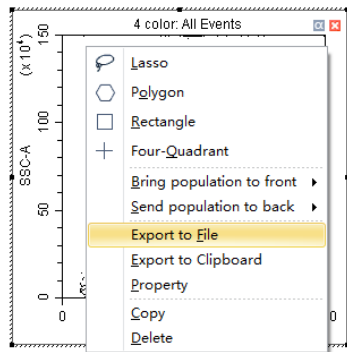 4 color: All Events
(x 10⁴)
150
100
50
0
SSC-A
Lasso
Polygon
Rectangle
Four-Quadrant
Bring population to front
Send population to back
Export to File
Export to Clipboard
Property
Copy
Delete
0
0